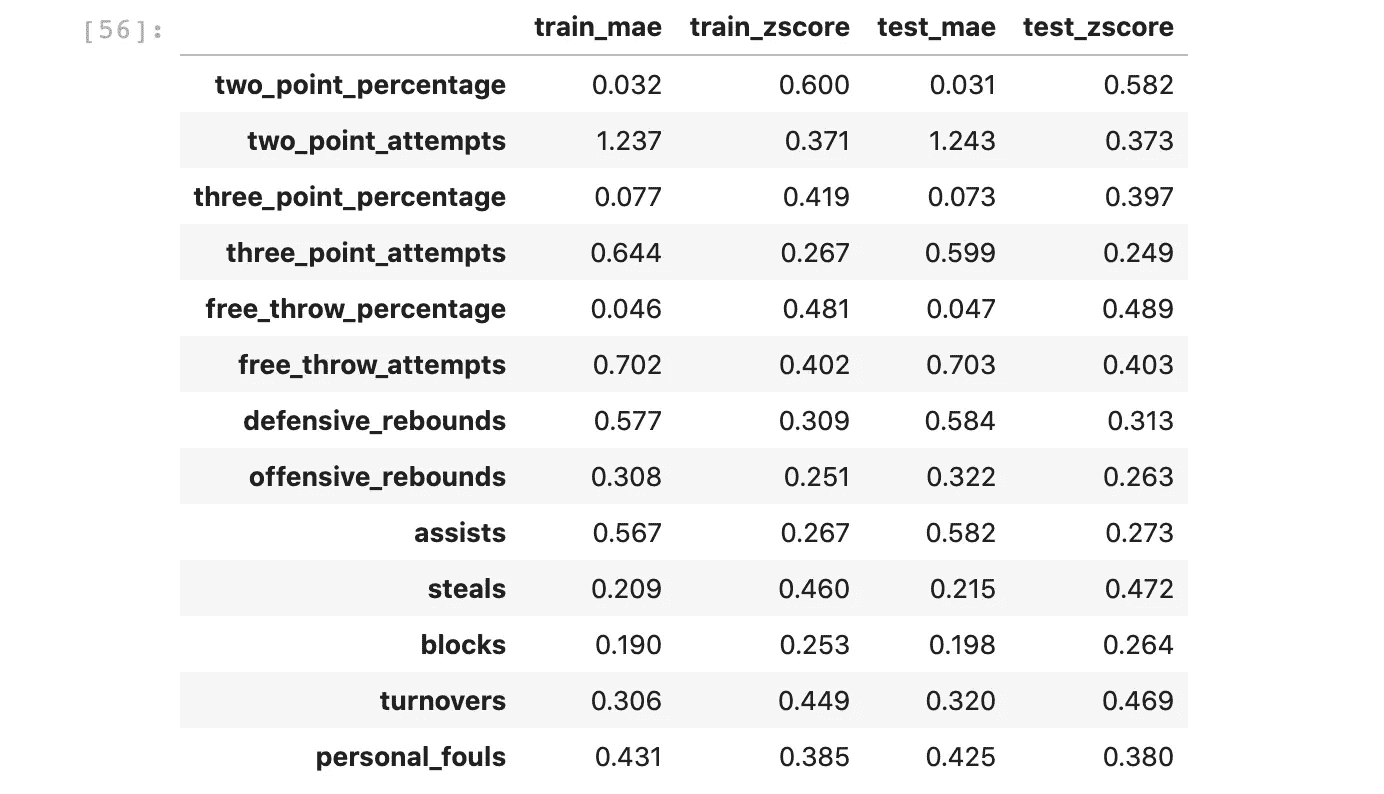 [56]: train_mae train_zscore test_mae test_zscore
two_point_percentage 0.032 0.600 0.031 0.582
two_point_attempts 1.237 0.371 1.243 0.373
three_point_percentage 0.077 0.419 0.073 0.397
three_point_attempts 0.644 0.267 0.599 0.249
free_throw_percentage 0.046 0.481 0.047 0.489
free_throw_attempts 0.702 0.402 0.703 0.403
defensive_rebounds 0.577 0.309 0.584 0.313
offensive_rebounds 0.308 0.251 0.322 0.263
assists 0.567 0.267 0.582 0.273
steals 0.209 0.460 0.215 0.472
blocks 0.190 0.253 0.198 0.264
turnovers 0.306 0.449 0.320 0.469
personal_fouls 0.431 0.385 0.425 0.380